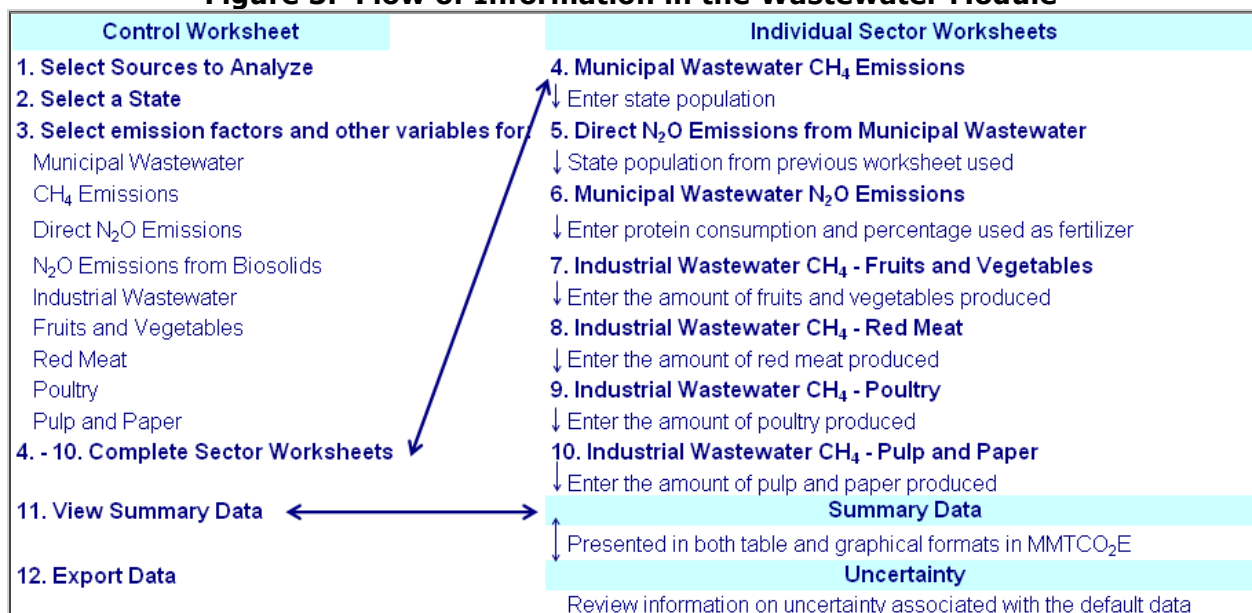 Figure 3. Flow of Information in the Wastewater Module
Control Worksheet
1. Select Sources to Analyze
2. Select a State
3. Select emission factors and other variables for:
Municipal Wastewater
CH₄ Emissions
Direct N₂O Emissions
N₂O Emissions from Biosolids
Industrial Wastewater
Fruits and Vegetables
Red Meat
Poultry
Pulp and Paper
4. - 10. Complete Sector Worksheets
11. View Summary Data
12. Export Data
Individual Sector Worksheets
4. Municipal Wastewater CH₄ Emissions
↓ Enter state population
5. Direct N₂O Emissions from Municipal Wastewater
↓ State population from previous worksheet used
6. Municipal Wastewater N₂O Emissions
↓ Enter protein consumption and percentage used as fertilizer
7. Industrial Wastewater CH₄ - Fruits and Vegetables
↓ Enter the amount of fruits and vegetables produced
8. Industrial Wastewater CH₄ - Red Meat
↓ Enter the amount of red meat produced
9. Industrial Wastewater CH₄ - Poultry
↓ Enter the amount of poultry produced
10. Industrial Wastewater CH₄ - Pulp and Paper
↓ Enter the amount of pulp and paper produced
Summary Data
Presented in both table and graphical formats in MMTCO₂E
Uncertainty
Review information on uncertainty associated with the default data